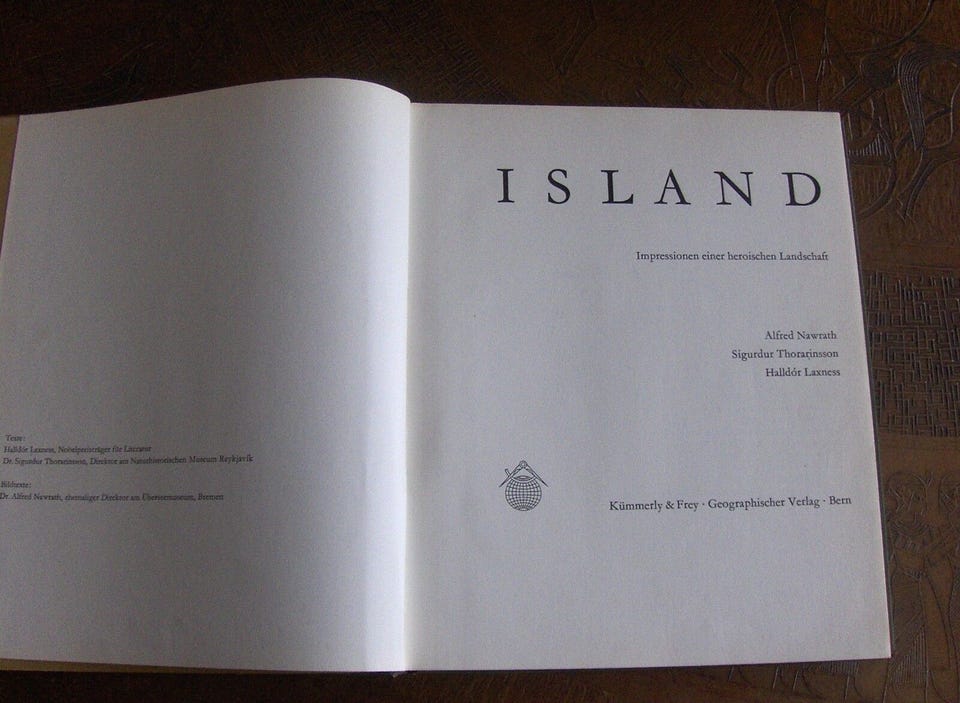 Texte:
Halldór Laxness, Nobelpreisträger für Literatur
Dr. Sigurdur Thorarinsson, Direktor am Naturhistorischen Museum Reykjavík
Bildtexte:
Dr. Alfred Nawrath, ehemaliger Direktor am Überseemuseum, Bremen
ISLAND
Impressionen einer heroischen Landschaft
Alfred Nawrath
Sigurdur Thorarinsson
Halldór Laxness
Kümmerly & Frey · Geographischer Verlag · Bern